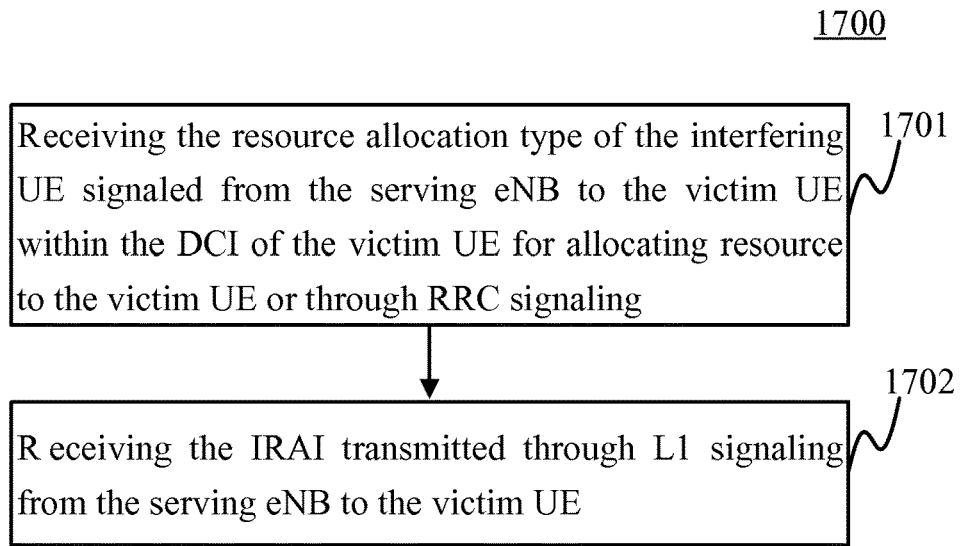 1700
Receiving the resource allocation type of the interfering
UE signaled from the serving eNB to the victim UE
within the DCI of the victim UE for allocating resource
to the victim UE or through RRC signaling
1701
R eceiving the IRAI transmitted through L1 signaling
from the serving eNB to the victim UE
1702